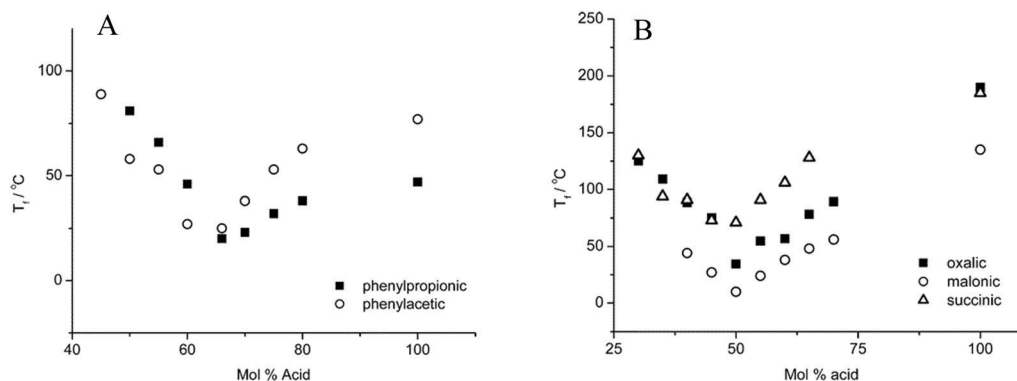 A
100
50
0
T_f / °C
40
60
80
100
Mol % Acid
phenylpropionic
phenylacetic
B
250
200
150
100
50
0
T_f / °C
25
50
75
100
Mol % acid
oxalic
malonic
succinic